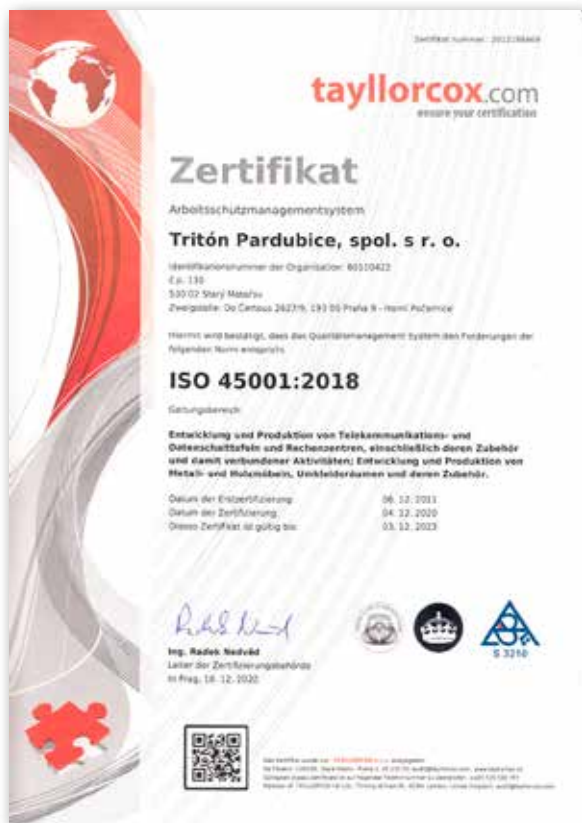 tayllorcox.com
ensure your certification
Zertifikat
Arbeitsschutzmanagementsystem
Tritón Pardubice, spol. s r. o.
Identifikationsnummer der Organisation: 60110422
č.p. 130
530 02 Starý Mateřov
Zweigstelle: Do Čertous 2627/9, 193 00 Praha 9 - Horní Počernice
Hiermit wird bestätigt, dass das Qualitätsmanagement System den Forderungen der
folgenden Norm entspricht
ISO 45001:2018
Geltungsbereich:
Entwicklung und Produktion von Telekommunikations- und
Datenschalttafeln und Rechenzentren, einschließlich deren Zubehör
und damit verbundener Aktivitäten; Entwicklung und Produktion von
Metall- und Holzmöbeln, Umkleideräumen und deren Zubehör.
Datum der Erstzertifizierung: 06. 12. 2011
Datum der Zertifizierung: 04. 12. 2020
Dieses Zertifikat ist gültig bis: 03. 12. 2023
Ing. Radek Nedvěd
Leiter der Zertifizierungsbehörde
In Prag, 10. 12. 2020
S 3250